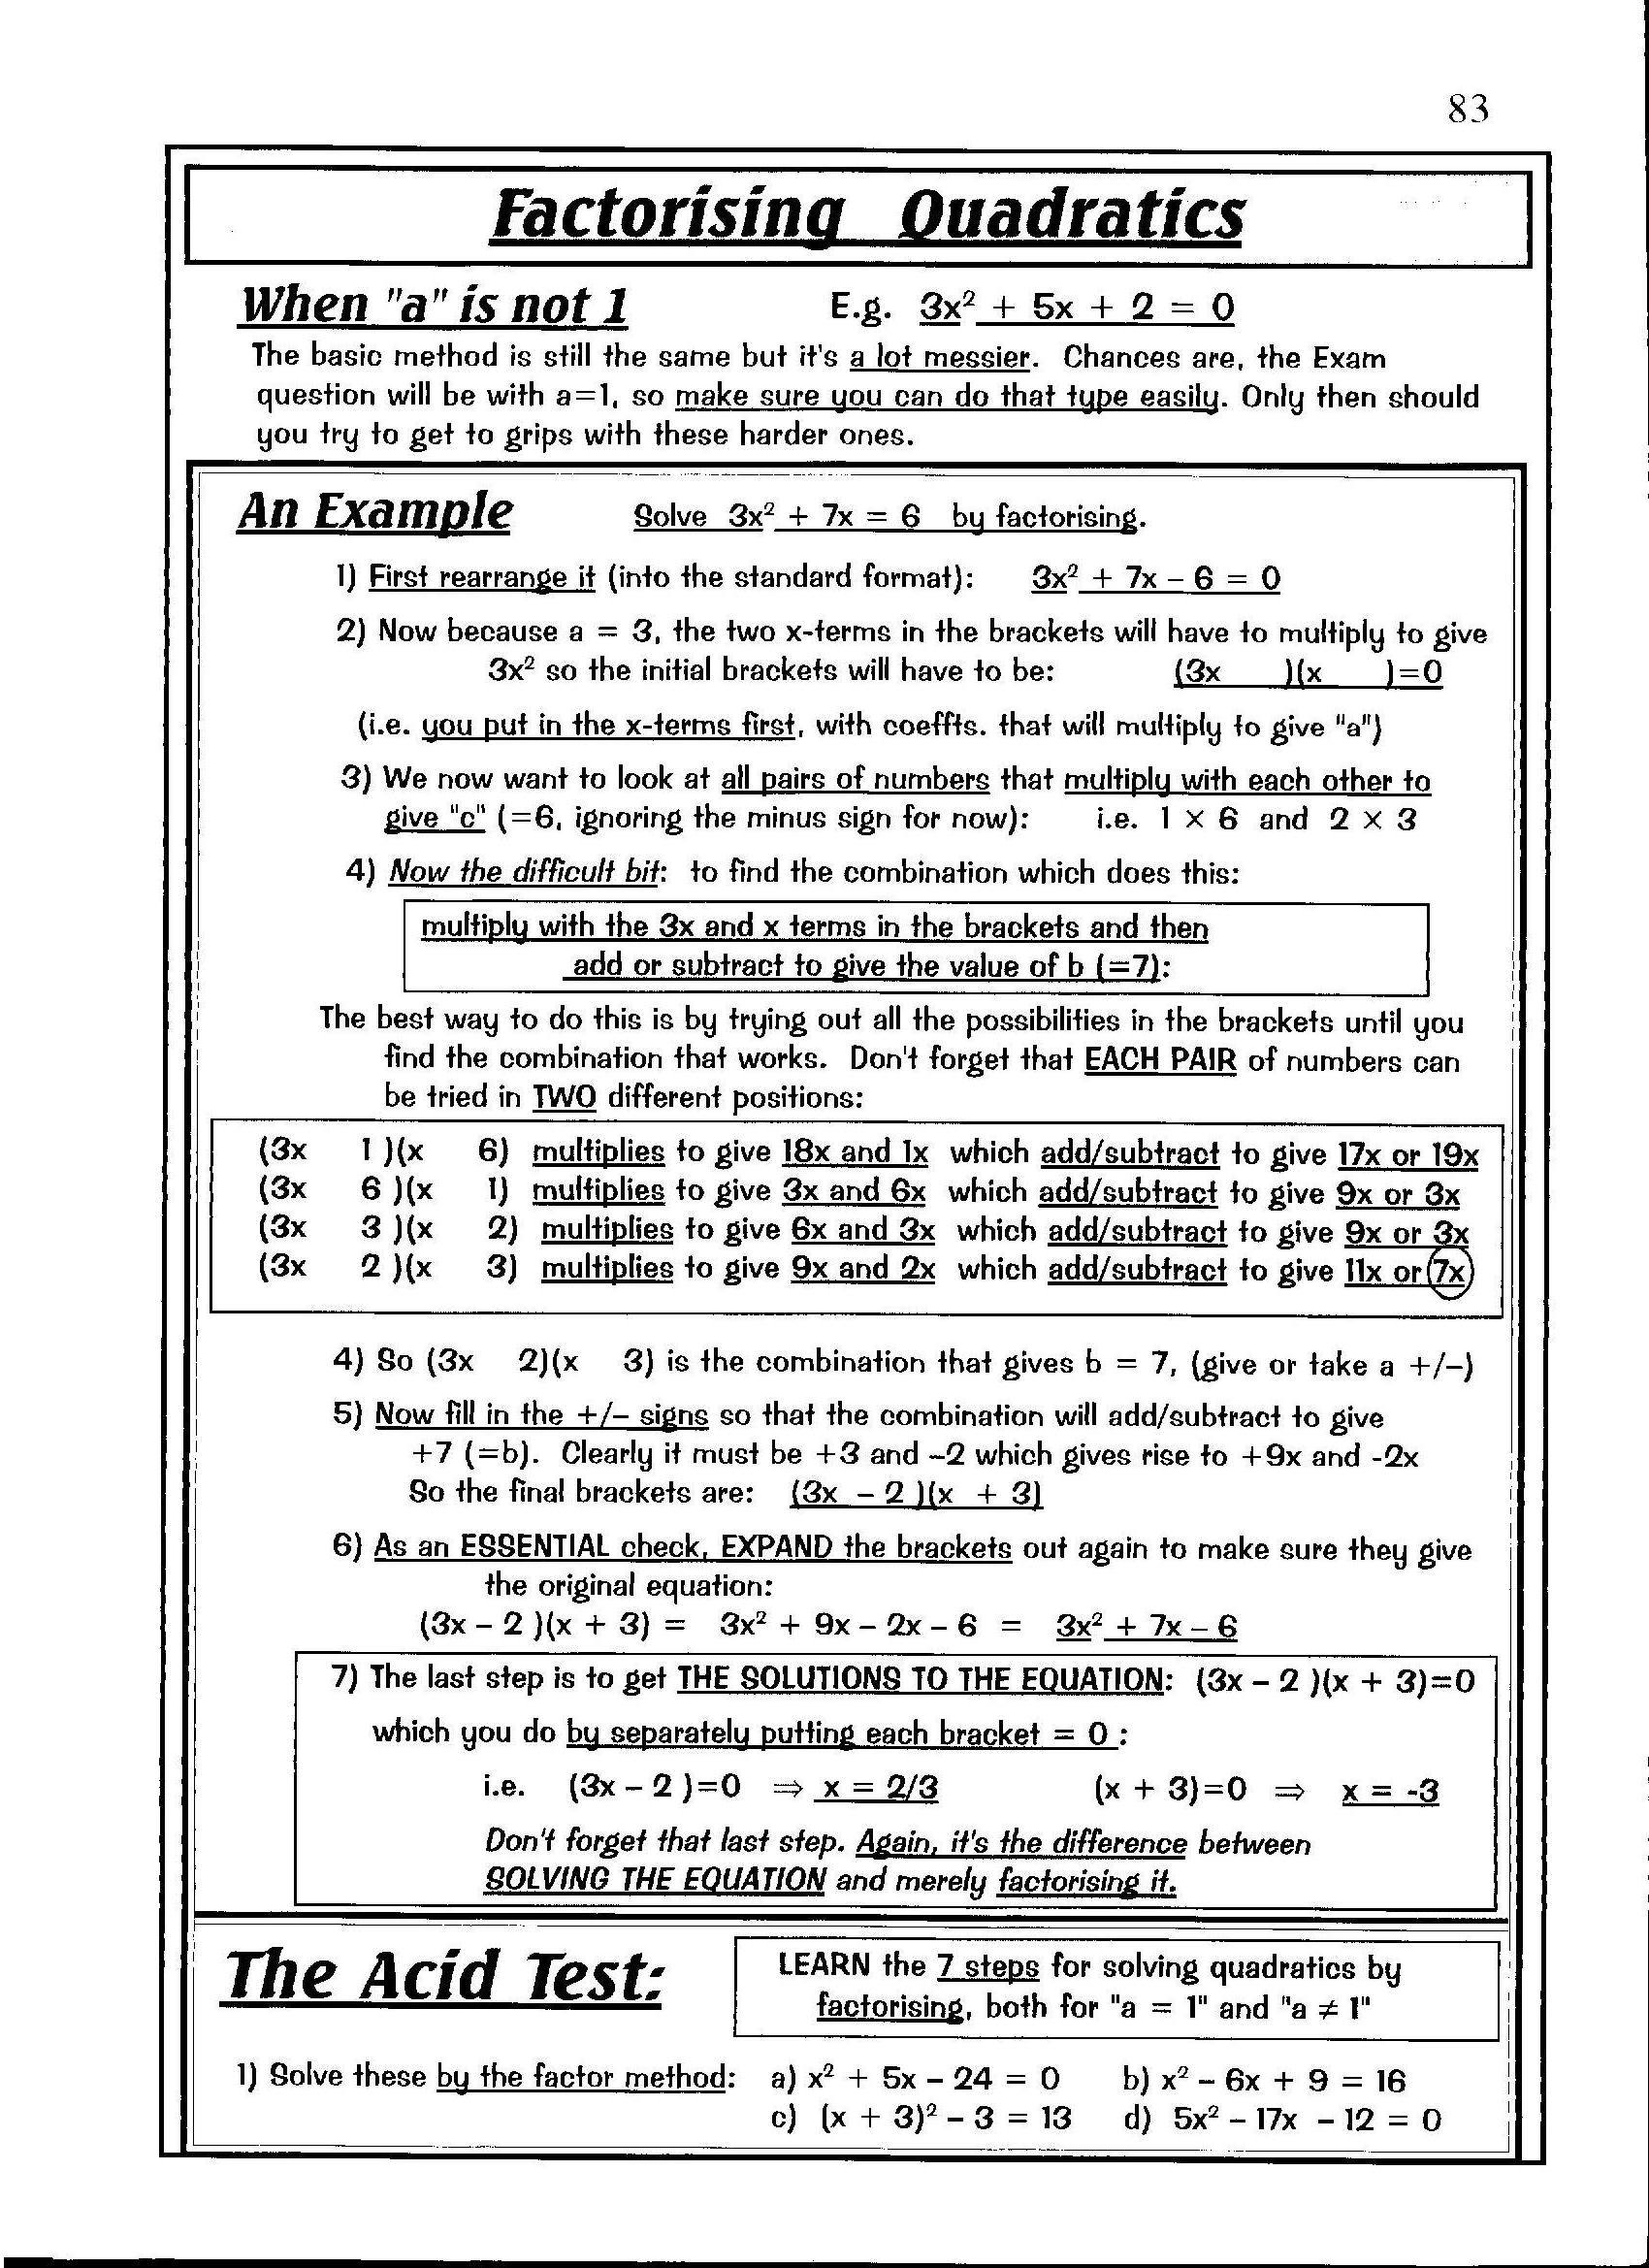 83
Factorising Quadratics
When "a" is not 1 E.g. 3x² + 5x + 2 = 0
The basic method is still the same but it's a lot messier. Chances are, the Exam
question will be with a=1, so make sure you can do that type easily. Only then should
you try to get to grips with these harder ones.
An Example Solve 3x² + 7x = 6 by factorising.
1) First rearrange it (into the standard format): 3x² + 7x – 6 = 0
2) Now because a = 3, the two x-terms in the brackets will have to multiply to give
3x² so the initial brackets will have to be: (3x )(x )=0
(i.e. you put in the x-terms first, with coeffts. that will multiply to give "a")
3) We now want to look at all pairs of numbers that multiply with each other to
give "c" (=6, ignoring the minus sign for now): i.e. 1 × 6 and 2 × 3
4) Now the difficult bit: to find the combination which does this:
multiply with the 3x and x terms in the brackets and then
add or subtract to give the value of b (=7):
The best way to do this is by trying out all the possibilities in the brackets until you
find the combination that works. Don't forget that EACH PAIR of numbers can
be tried in TWO different positions:
(3x 1 )(x 6) multiplies to give 18x and 1x which add/subtract to give 17x or 19x
(3x 6 )(x 1) multiplies to give 3x and 6x which add/subtract to give 9x or 3x
(3x 3 )(x 2) multiplies to give 6x and 3x which add/subtract to give 9x or 3x
(3x 2 )(x 3) multiplies to give 9x and 2x which add/subtract to give 11x or 7x
4) So (3x 2)(x 3) is the combination that gives b = 7, (give or take a +/–)
5) Now fill in the +/– signs so that the combination will add/subtract to give
+7 (=b). Clearly it must be +3 and –2 which gives rise to +9x and -2x
So the final brackets are: (3x – 2 )(x + 3)
6) As an ESSENTIAL check, EXPAND the brackets out again to make sure they give
the original equation:
(3x – 2 )(x + 3) = 3x² + 9x – 2x – 6 = 3x² + 7x – 6
7) The last step is to get THE SOLUTIONS TO THE EQUATION: (3x – 2 )(x + 3)=0
which you do by separately putting each bracket = 0 :
i.e. (3x – 2 )=0 ⇒ x = 2/3 (x + 3)=0 ⇒ x = -3
Don't forget that last step. Again, it's the difference between
SOLVING THE EQUATION and merely factorising it.
The Acid Test: LEARN the 7 steps for solving quadratics by
factorising, both for "a = 1" and "a ≠ 1"
1) Solve these by the factor method: a) x² + 5x – 24 = 0 b) x² – 6x + 9 = 16
c) (x + 3)² – 3 = 13 d) 5x² – 17x – 12 = 0